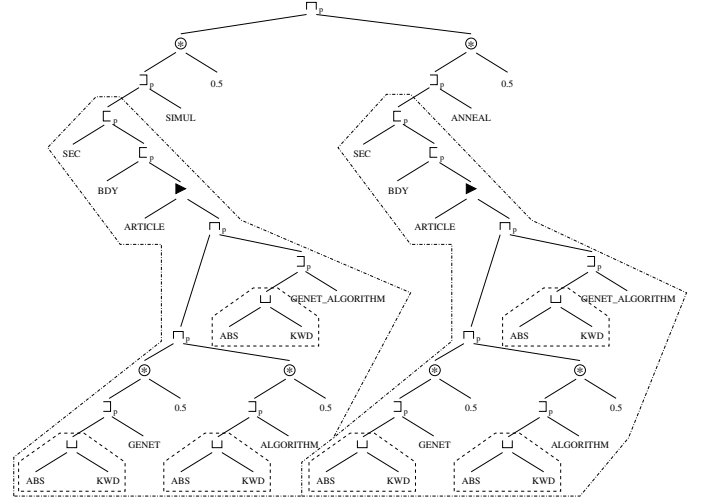 ⊓p
⊛ ⊛
⊐p 0.5 ⊐p 0.5
⊏p SIMUL ⊏p ANNEAL
SEC ⊏p SEC ⊏p
BDY ▶ BDY ▶
ARTICLE ⊓p ARTICLE ⊓p
⊐p ⊐p
⊔ GENET_ALGORITHM ⊔ GENET_ALGORITHM
⊓p ABS KWD ⊓p ABS KWD
⊛ ⊛ ⊛ ⊛
⊐p 0.5 ⊐p 0.5 ⊐p 0.5 ⊐p 0.5
⊔ GENET ⊔ ALGORITHM ⊔ GENET ⊔ ALGORITHM
ABS KWD ABS KWD ABS KWD ABS KWD